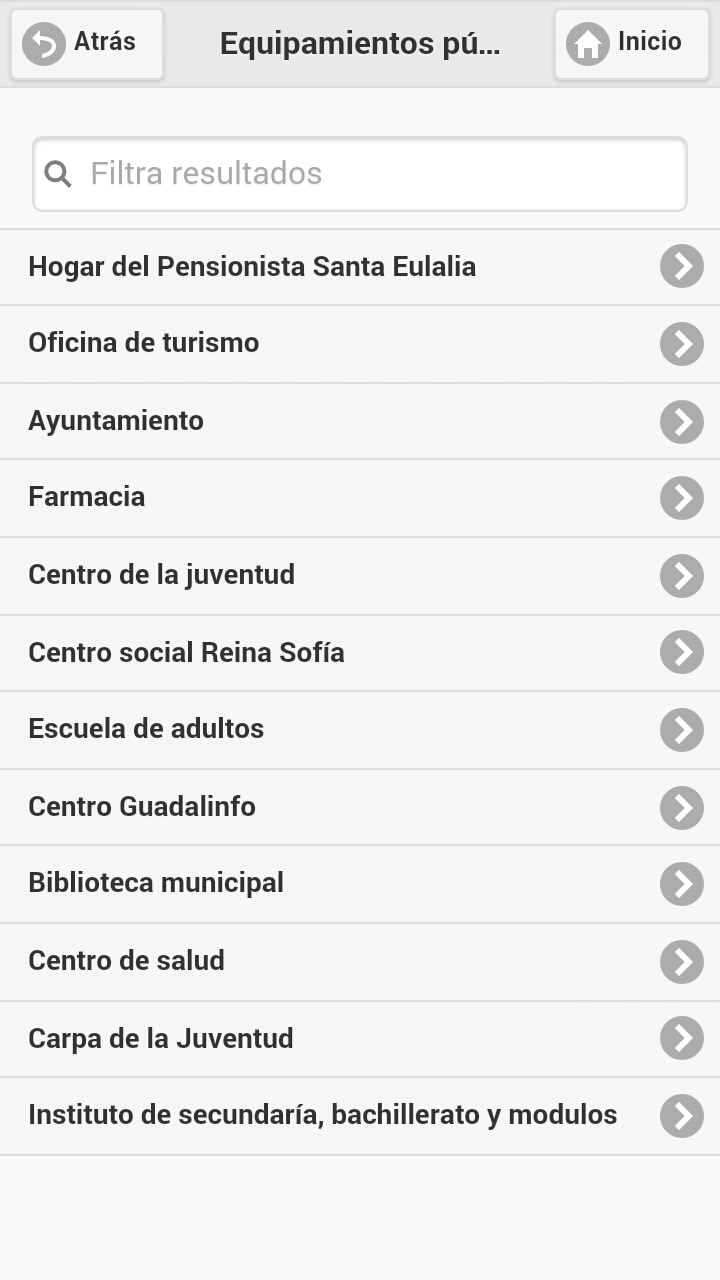 Atrás
Equipamientos pú...
Inicio
Filtra resultados
Hogar del Pensionista Santa Eulalia
Oficina de turismo
Ayuntamiento
Farmacia
Centro de la juventud
Centro social Reina Sofía
Escuela de adultos
Centro Guadalinfo
Biblioteca municipal
Centro de salud
Carpa de la Juventud
Instituto de secundaría, bachillerato y modulos